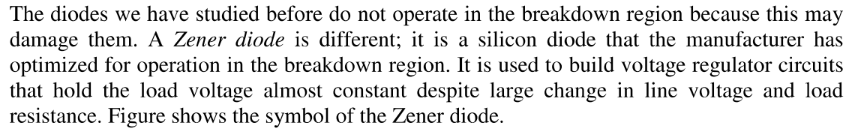 The diodes we have studied before do not operate in the breakdown region because this may
damage them. A Zener diode is different; it is a silicon diode that the manufacturer has
optimized for operation in the breakdown region. It is used to build voltage regulator circuits
that hold the load voltage almost constant despite large change in line voltage and load
resistance. Figure shows the symbol of the Zener diode.